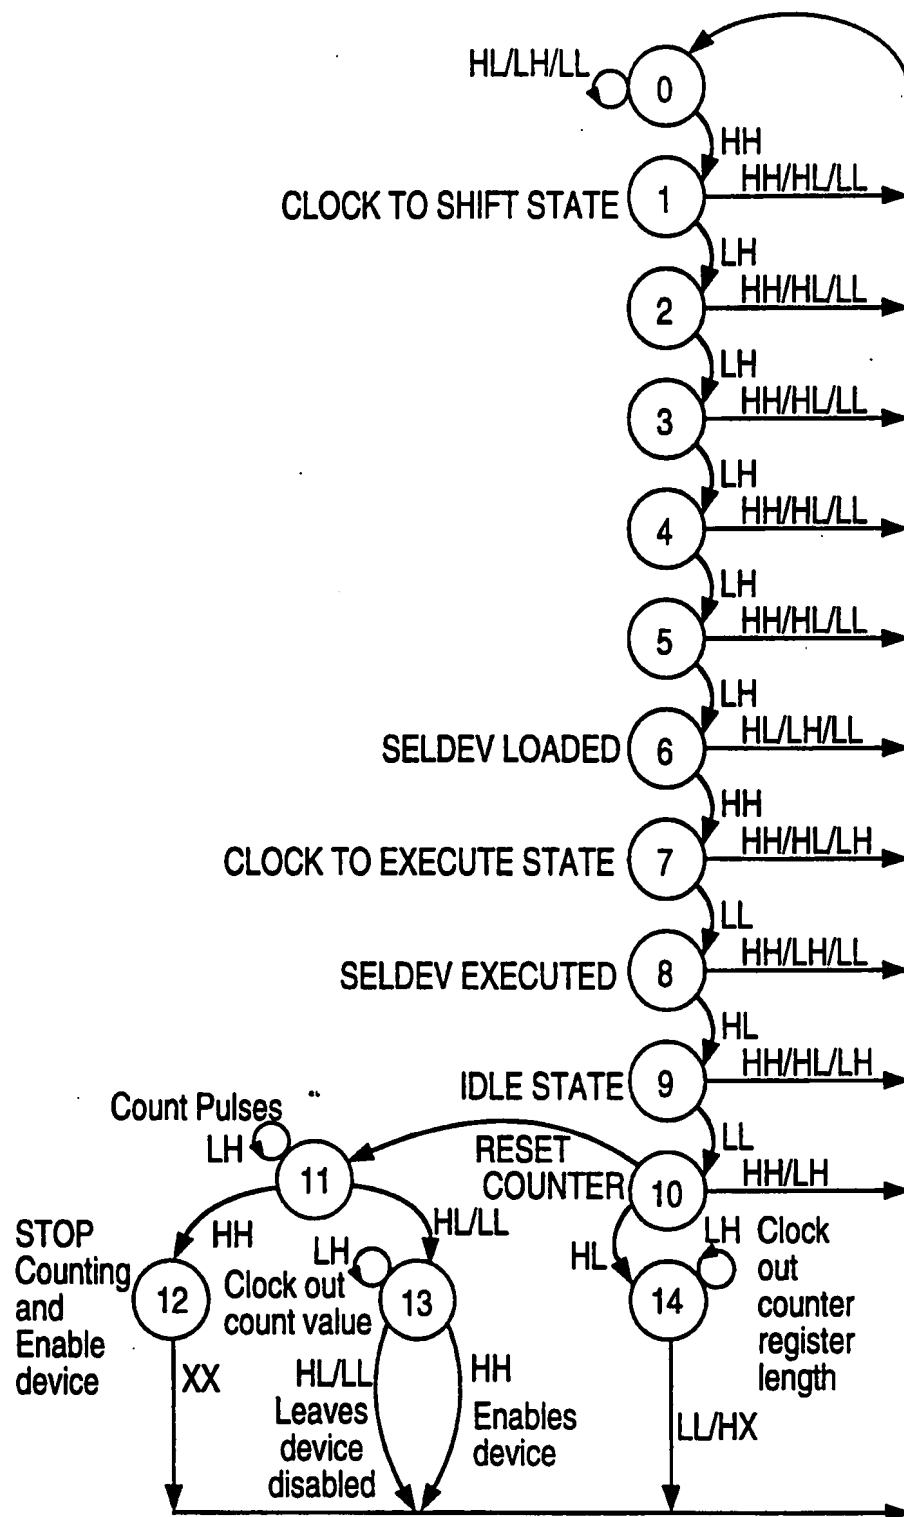 HL/LH/LL
0
HH
CLOCK TO SHIFT STATE
1
HH/HL/LL
LH
2
HH/HL/LL
LH
3
HH/HL/LL
LH
4
HH/HL/LL
LH
5
HH/HL/LL
LH
SELDEV LOADED
6
HL/LH/LL
HH
CLOCK TO EXECUTE STATE
7
HH/HL/LH
LL
SELDEV EXECUTED
8
HH/LH/LL
HL
IDLE STATE
9
HH/HL/LH
LL
Count Pulses
LH
11
RESET
COUNTER
10
HH/LH
HH
HL/LL
HL
LH
Clock
out
counter
register
length
STOP
Counting
and
Enable
device
12
LH
Clock out
count value
13
14
XX
HL/LL
Leaves
device
disabled
HH
Enables
device
LL/HX